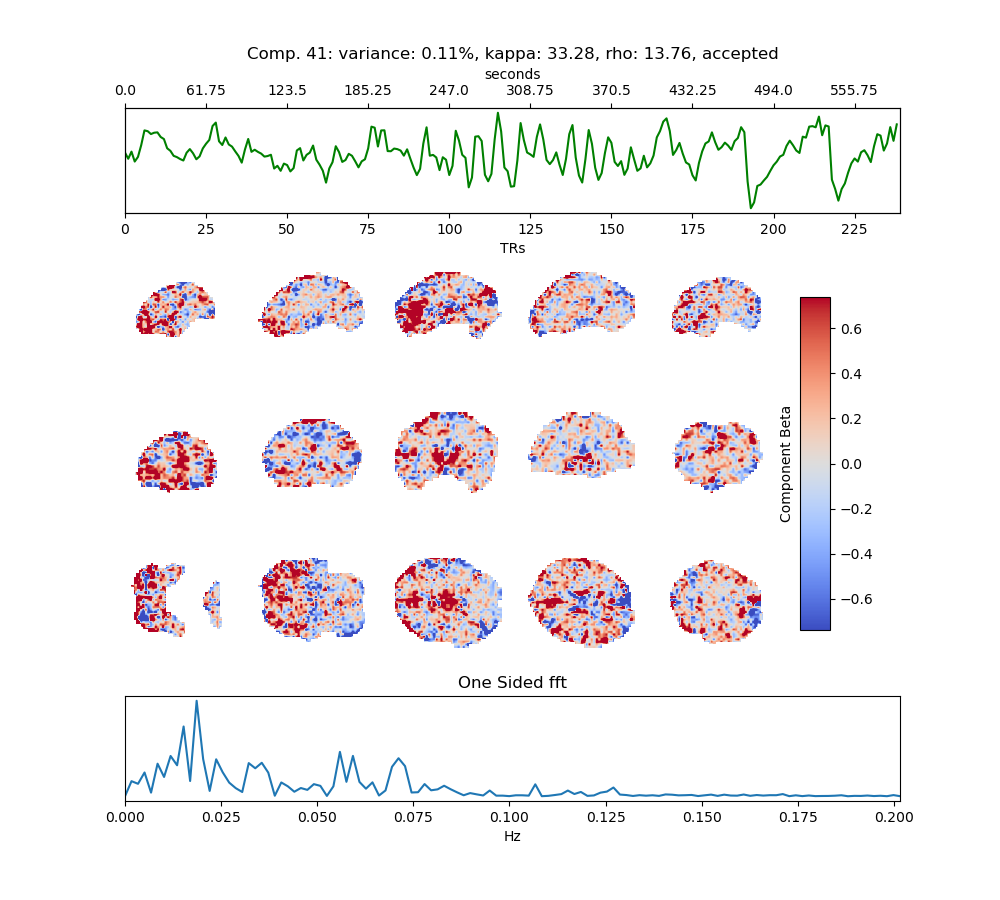 Comp. 41: variance: 0.11%, kappa: 33.28, rho: 13.76, accepted
seconds
0.0 61.75 123.5 185.25 247.0 308.75 370.5 432.25 494.0 555.75
0 25 50 75 100 125 150 175 200 225
TRs
0.6
0.4
0.2
0.0
−0.2
−0.4
−0.6
Component Beta
One Sided fft
0.000 0.025 0.050 0.075 0.100 0.125 0.150 0.175 0.200
Hz